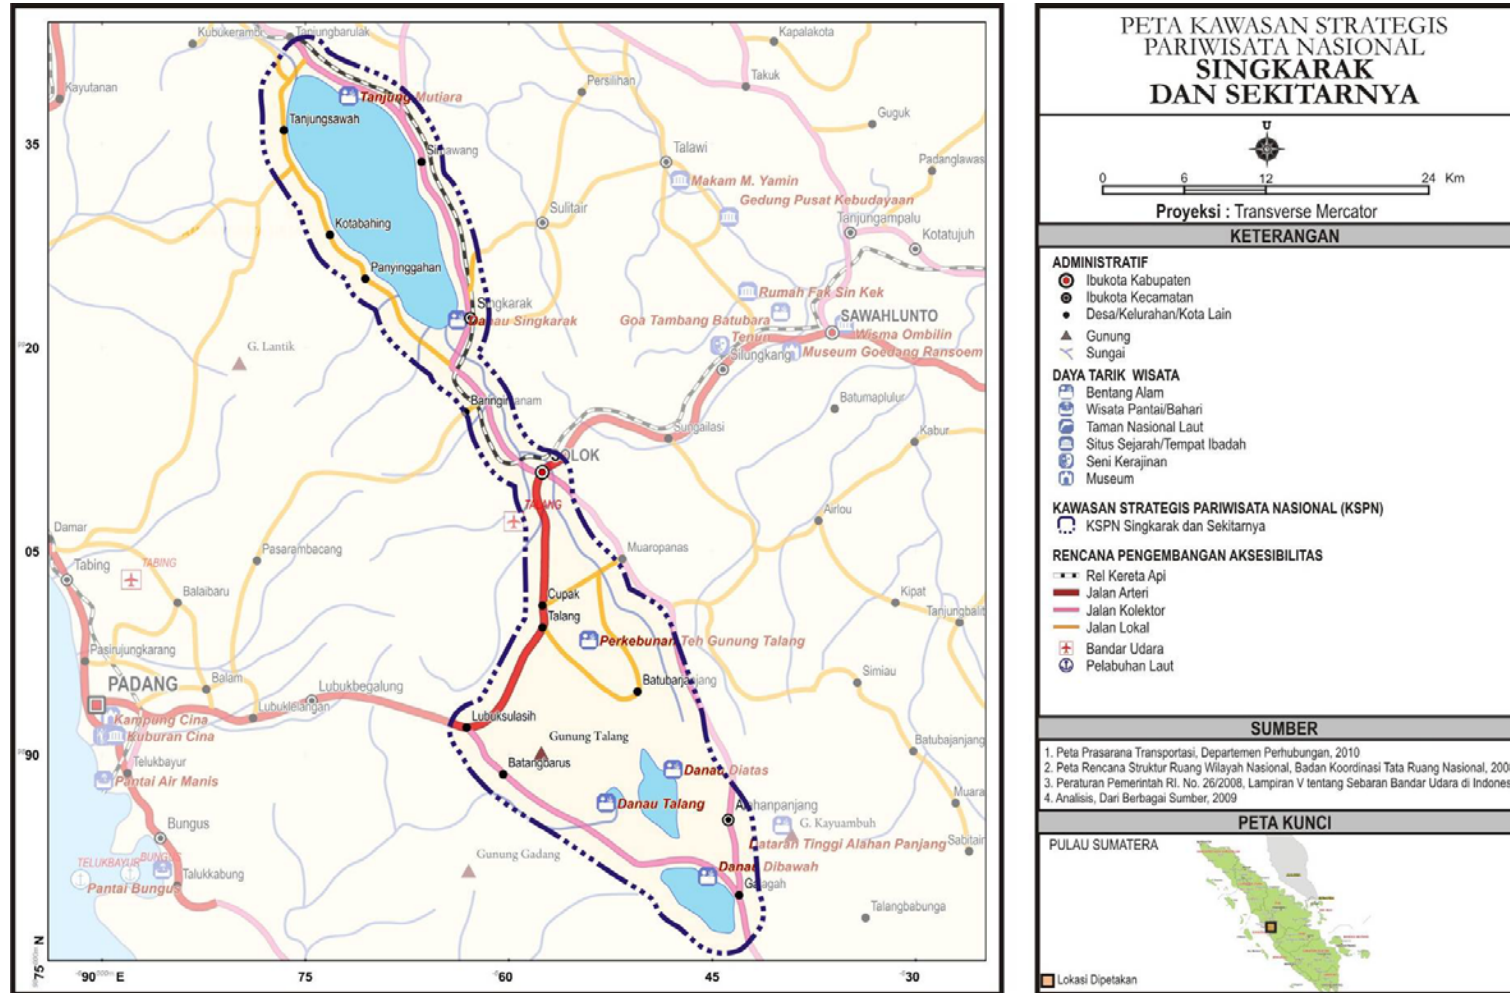 PETA KAWASAN STRATEGIS
PARIWISATA NASIONAL
SINGKARAK
DAN SEKITARNYA
U
0 6 12 24 Km
Proyeksi : Transverse Mercator
KETERANGAN
ADMINISTRATIF
Ibukota Kabupaten
Ibukota Kecamatan
Desa/Kelurahan/Kota Lain
Gunung
Sungai
DAYA TARIK WISATA
Bentang Alam
Wisata Pantai/Bahari
Taman Nasional Laut
Situs Sejarah/Tempat Ibadah
Seni Kerajinan
Museum
KAWASAN STRATEGIS PARIWISATA NASIONAL (KSPN)
KSPN Singkarak dan Sekitarnya
RENCANA PENGEMBANGAN AKSESIBILITAS
Rel Kereta Api
Jalan Arteri
Jalan Kolektor
Jalan Lokal
Bandar Udara
Pelabuhan Laut
SUMBER
1. Peta Prasarana Transportasi, Departemen Perhubungan, 2010
2. Peta Rencana Struktur Ruang Wilayah Nasional, Badan Koordinasi Tata Ruang Nasional, 200
3. Peraturan Pemerintah RI. No. 26/2008, Lampiran V tentang Sebaran Bandar Udara di Indones
4. Analisis, Dari Berbagai Sumber, 2009
PETA KUNCI
PULAU SUMATERA
Lokasi Dipetakan
Kubukerambi
Tanjungbarulak
Kapalakota
Kayutanan
Persilihan
Takuk
Tanjung Mutiara
Tanjungsawah
Guguk
35
Simawang
Talawi
Padanglawas
Makam M. Yamin
Gedung Pusat Kebudayaan
Kotabahing
Sulitair
Tanjungampalu
Kotatujuh
Panyinggahan
Rumah Fak Sin Kek
Singkarak
Danau Singkarak
Goa Tambang Batubara
SAWAHLUNTO
Wisma Ombilin
Tenun
Silungkang
Museum Goedang Ransoem
20
G. Lantik
Batumaplulur
Sungailasi
Kabur
SOLOK
TALANG
Airlou
Damar
05
Tabing
TABING
Pasarambacang
Muaropanas
Balaibaru
Cupak
Talang
Kipat
Pasirujungkarang
Perkebunan Teh Gunung Talang
Simiau
PADANG
Balam
Lubukbegalung
Batubanjanjang
Kampung Cina
Lubuksulasih
Kuburan Cina
Gunung Talang
90
Telukbayur
Batangbarus
Danau Diatas
Batubajanjang
Pantai Air Manis
Danau Talang
Muara
Bungus
G. Kayuambuh
Dataran Tinggi Alahan Panjang
Sabitair
TELUKBAYUR
BUNGUS
Gunung Gadang
Danau Dibawah
Pantai Bungus
Talukkabung
Talangbabunga
N
75
90 E
75
60
45
30